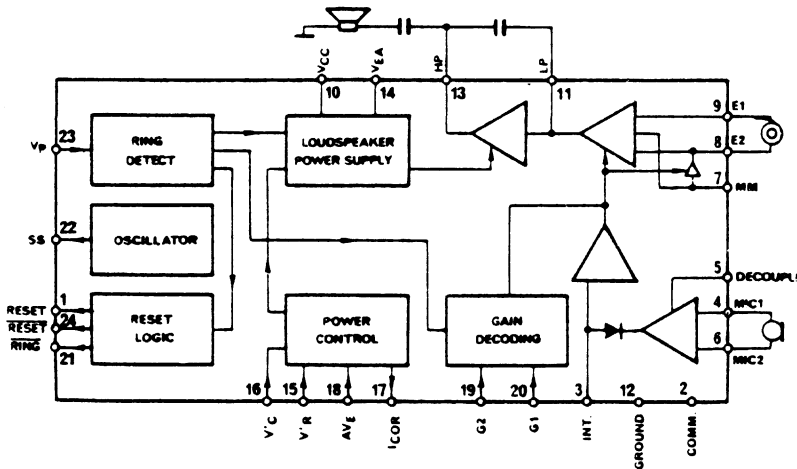 VCC
VEA
HP
LP
10
14
13
11
VP
23
RING DETECT
LOUDSPEAKER POWER SUPPLY
9
E1
8
E2
7
MM
SS
22
OSCILLATOR
5
DECOUPL
RESET
1
RESET
24
RING
21
RESET LOGIC
POWER CONTROL
GAIN DECODING
4
MIC1
6
MIC2
16
15
18
17
19
20
3
12
2
V'C
V'R
AVE
ICOR
G2
G1
INT.
GROUND
COMM.